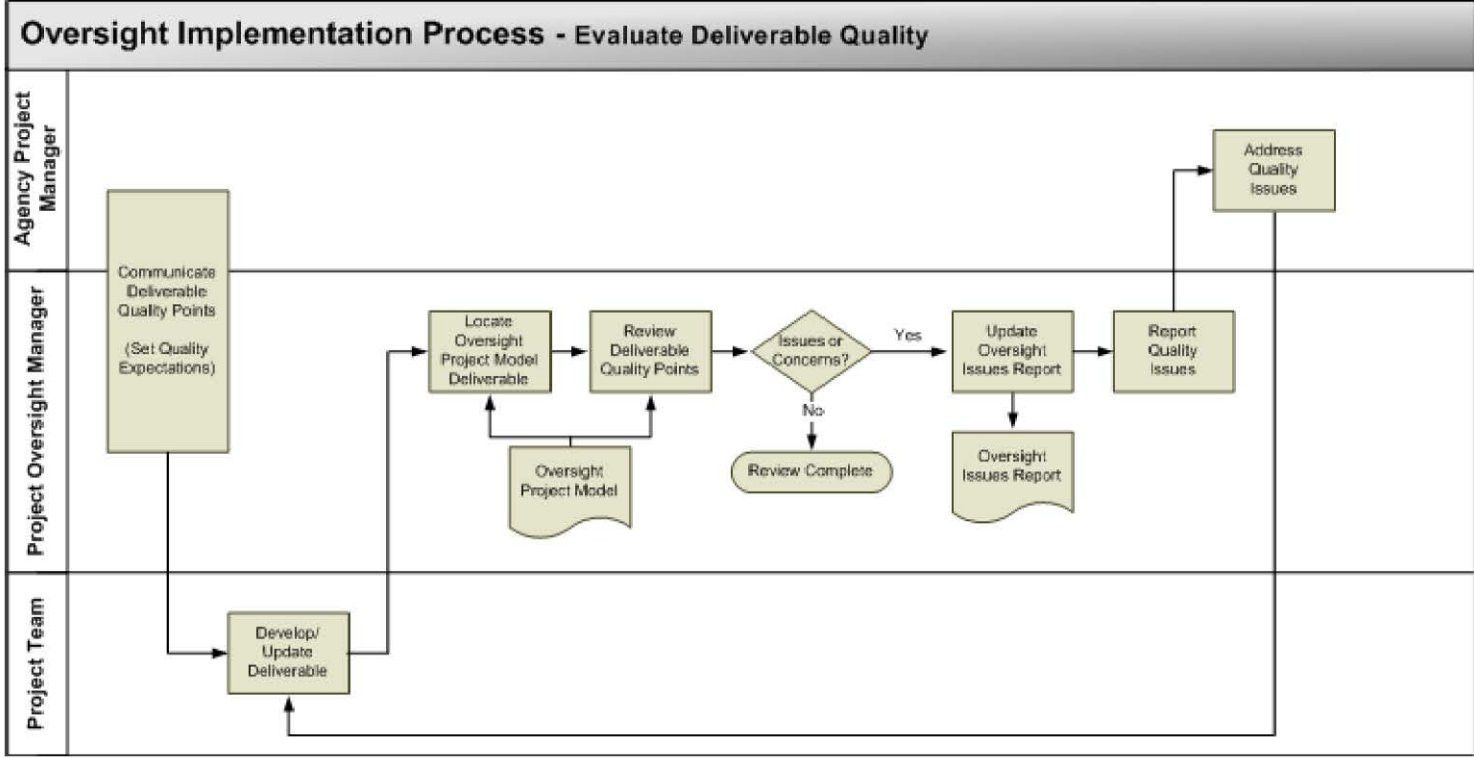 Oversight Implementation Process - Evaluate Deliverable Quality
Agency Project
Manager
Address
Quality
Issues
Project Oversight Manager
Communicate
Deliverable
Quality Points
(Set Quality
Expectations)
Locate
Oversight
Project Model
Deliverable
Review
Deliverable
Quality Points
Issues or
Concerns?
Yes
No
Update
Oversight
Issues Report
Report
Quality
Issues
Oversight
Project Model
Review Complete
Oversight
Issues Report
Project Team
Develop/
Update
Deliverable